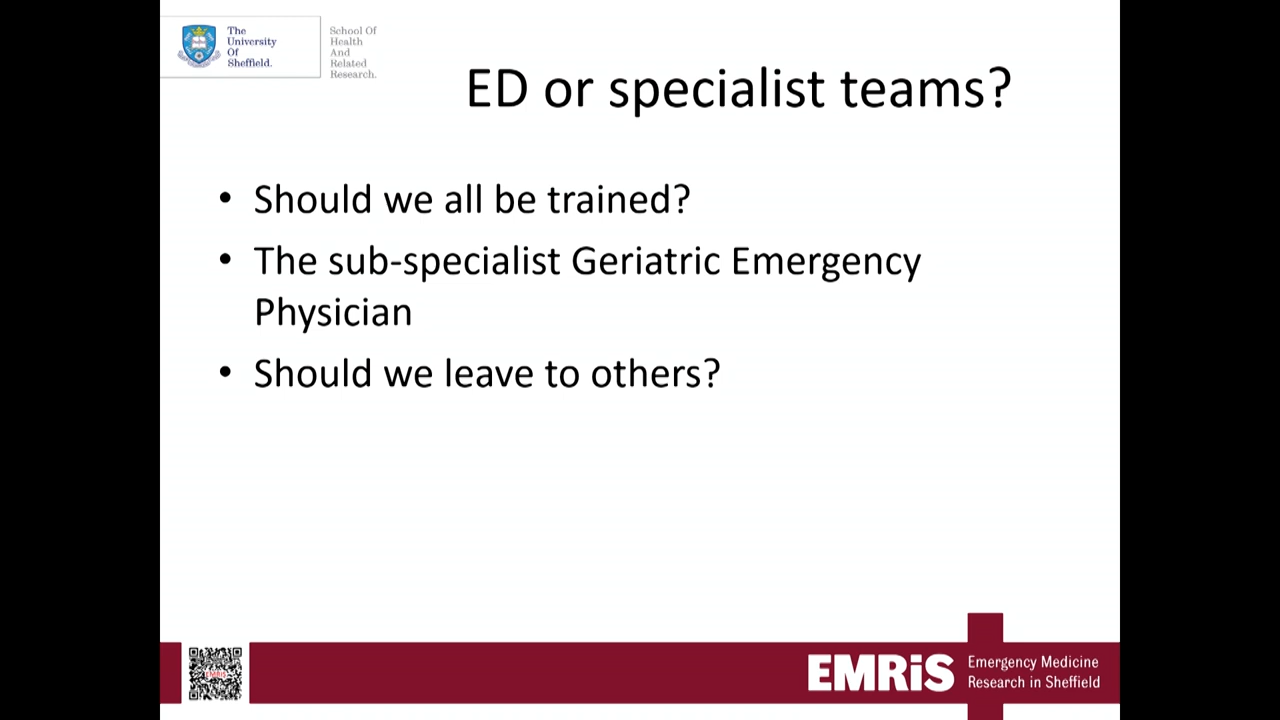 The
University
Of
Sheffield.
School Of
Health
And
Related
Research.
ED or specialist teams?
• Should we all be trained?
• The sub-specialist Geriatric Emergency
Physician
• Should we leave to others?
EMRiS
EMRiS
Emergency Medicine
Research in Sheffield